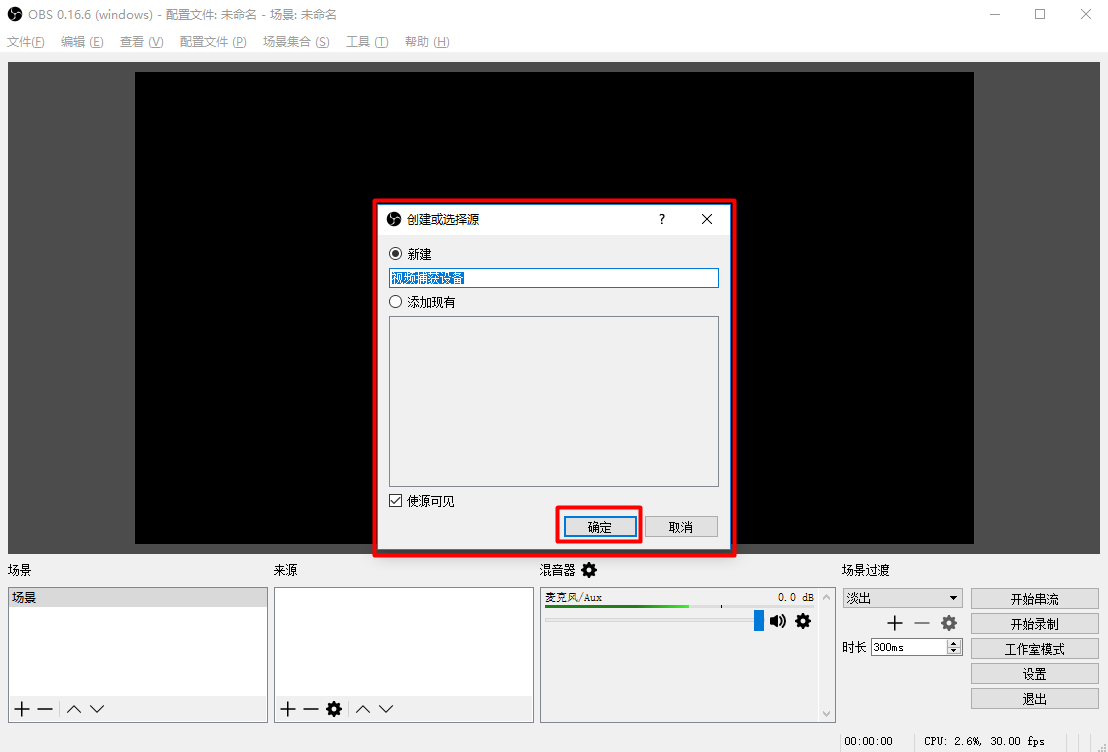 OBS 0.16.6 (windows) - 配置文件: 未命名 - 场景: 未命名
文件(F) 编辑 (E) 查看 (V) 配置文件 (P) 场景集合 (S) 工具 (T) 帮助 (H)
创建或选择源 ?
新建
视频捕获设备
添加现有
使源可见
确定 取消
场景 来源 混音器 场景过渡
场景
麦克风/Aux 0.0 dB
淡出
时长 300ms
开始串流
开始录制
工作室模式
设置
退出
00:00:00 CPU: 2.6%, 30.00 fps